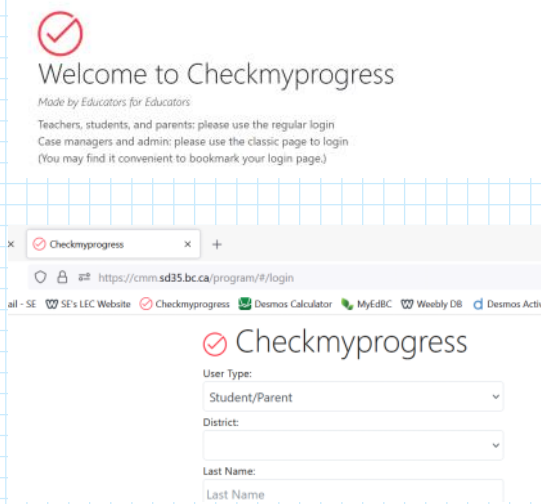 Welcome to Checkmyprogress
Made by Educators for Educators
Teachers, students, and parents: please use the regular login
Case managers and admin: please use the classic page to login
(You may find it convenient to bookmark your login page.)
× Checkmyprogress × +
https://cmm.sd35.bc.ca/program/#/login
ail - SE SE's LEC Website Checkmyprogress Desmos Calculator MyEdBC Weebly DB Desmos Activ
Checkmyprogress
User Type:
Student/Parent
District:
Last Name:
Last Name